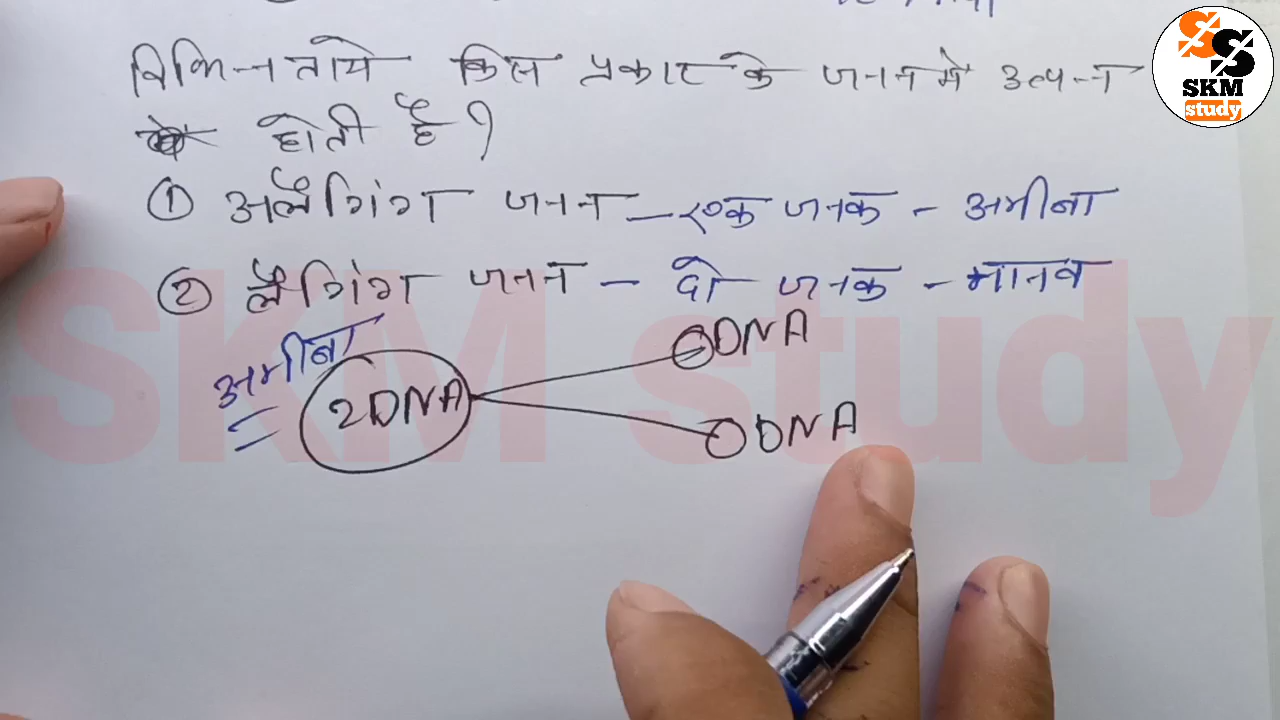 विभिन्नताये किस प्रकार के जनन मे उत्पन्न
होती है?
① अलैगिंग जनन – एक जनक – अमीबा
② लैगिंग जनन – दो जनक – मानव
अमीबा
2DNA
DNA
DNA
SKM study
SS
SKM
study